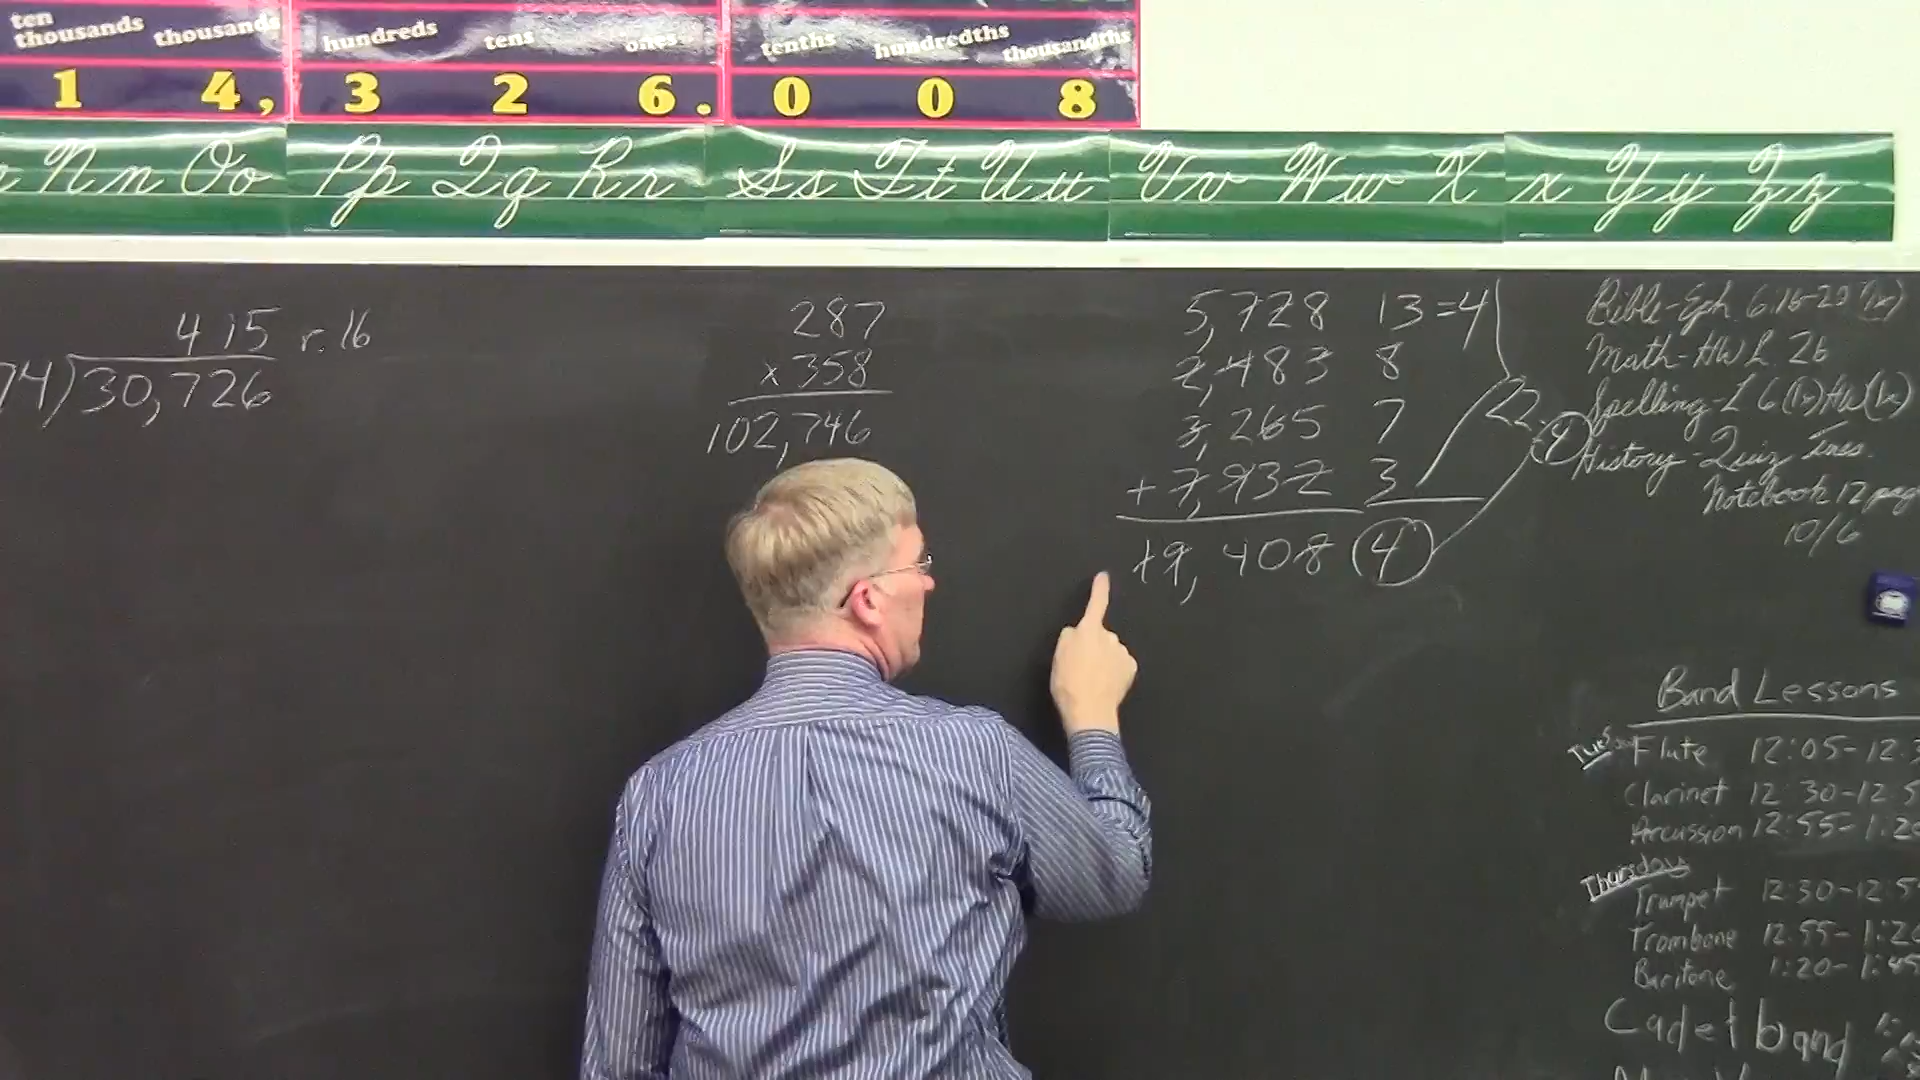 ten thousands thousands hundreds tens ones tenths hundredths thousandths
1 4, 3 2 6. 0 0 8
Nn Oo Pp Qq Rr Ss Tt Uu Vv Ww X x Yy Zz
415 r. 16
74)30,726
287
x 358
102,746
5,728 13=4
2,483 8
3,265 7
+ 7,932 3
19,408 4
22
4
Bible-Eph. 6:16-20
Math-HW L 26
Spelling-L 6 HW
History-Quiz Tues.
Notebook 12
10/6
Band Lessons
Tues
Flute 12:05-12:3
Clarinet 12:30-12:5
Percussion 12:55-1:20
Thursday
Trumpet 12:30-12:5
Trombone 12:55-1:20
Baritone 1:20-1:45
Cadet band